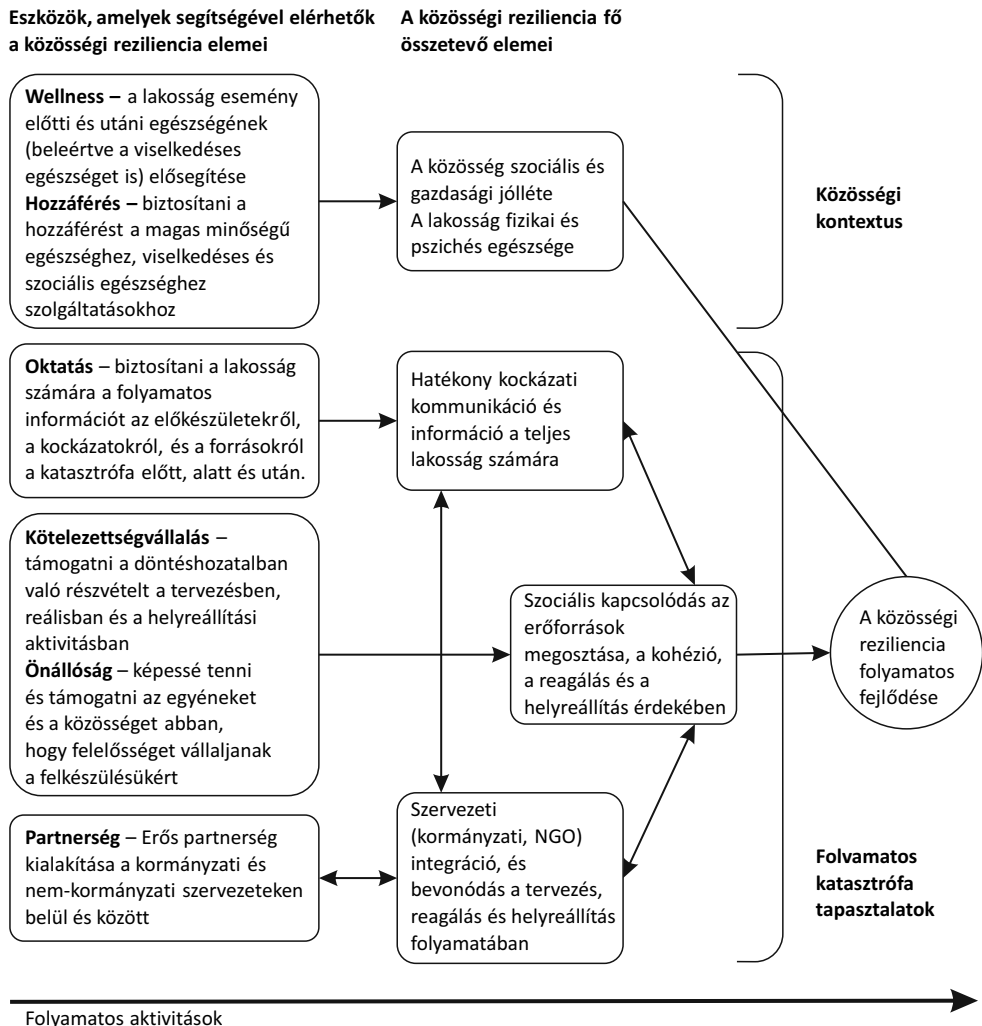 Eszközök, amelyek segítségével elérhetők
a közösségi reziliencia elemei
A közösségi reziliencia fő
összetevő elemei
Wellness – a lakosság esemény
előtti és utáni egészségének
(beleértve a viselkedéses
egészséget is) elősegítése
Hozzáférés – biztosítani a
hozzáférést a magas minőségű
egészséghez, viselkedéses és
szociális egészséghez
szolgáltatásokhoz
A közösség szociális és
gazdasági jólléte
A lakosság fizikai és
pszichés egészsége
Közösségi
kontextus
Oktatás – biztosítani a lakosság
számára a folyamatos
információt az előkészületekről,
a kockázatokról, és a forrásokról
a katasztrófa előtt, alatt és után.
Hatékony kockázati
kommunikáció és
információ a teljes
lakosság számára
Kötelezettségvállalás –
támogatni a döntéshozatalban
való részvételt a tervezésben,
reálisban és a helyreállítási
aktivitásban
Önállóság – képessé tenni
és támogatni az egyéneket
és a közösséget abban,
hogy felelősséget vállaljanak
a felkészülésükért
Szociális kapcsolódás az
erőforrások
megosztása, a kohézió,
a reagálás és a
helyreállítás érdekében
A közösségi
reziliencia
folyamatos
fejlődése
Partnerség – Erős partnerség
kialakítása a kormányzati és
nem-kormányzati szervezeteken
belül és között
Szervezeti
(kormányzati, NGO)
integráció, és
bevonódás a tervezés,
reagálás és helyreállítás
folyamatában
Folvamatos
katasztrófa
tapasztalatok
Folyamatos aktivitások